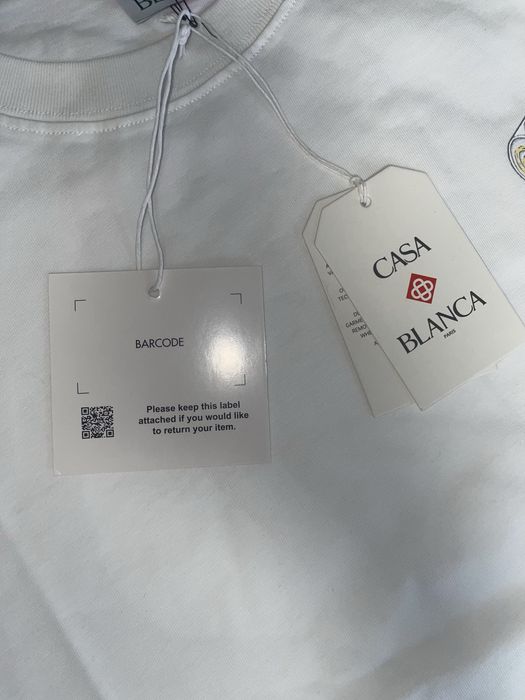 BARCODE
Please keep this label
attached if you would like
to return your item.
CASA
BLANCA
PARIS